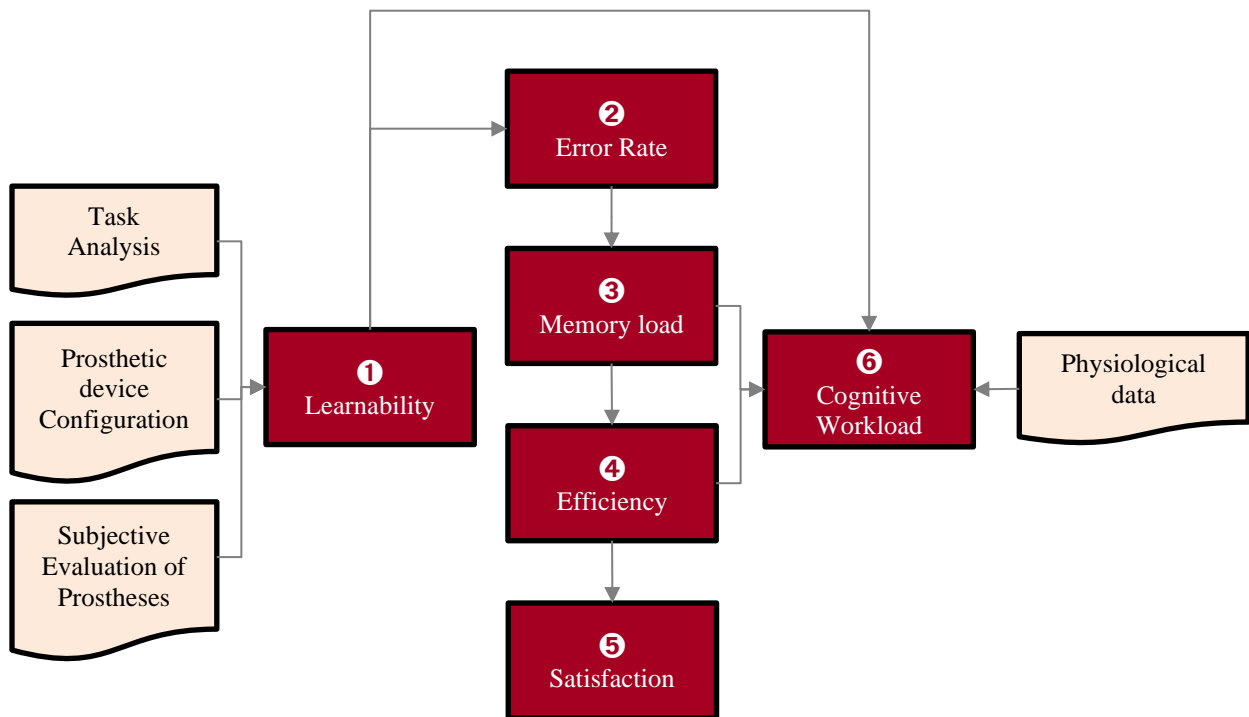 Task
Analysis
Prosthetic
device
Configuration
Subjective
Evaluation of
Prostheses
❶
Learnability
❷
Error Rate
❸
Memory load
❹
Efficiency
❺
Satisfaction
❻
Cognitive
Workload
Physiological
data